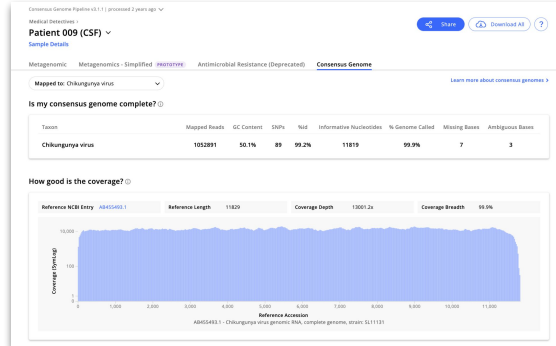 Consensus Genome Pipeline v3.1.1 | processed 2 years ago
Medical Detectives ›
Patient 009 (CSF)
Sample Details
Share
Download All
?
Metagenomic Metagenomics - Simplified PROTOTYPE Antimicrobial Resistance (Deprecated) Consensus Genome
Mapped to: Chikungunya virus
Learn more about consensus genomes >
Is my consensus genome complete?
Taxon Mapped Reads GC Content SNPs %id Informative Nucleotides % Genome Called Missing Bases Ambiguous Bases
Chikungunya virus 1052891 50.1% 89 99.2% 11819 99.9% 7 3
How good is the coverage?
Reference NCBI Entry AB455493.1 Reference Length 11829 Coverage Depth 13001.2x Coverage Breadth 99.9%
Coverage (SymLog)
10,000
100
1
0
0 1,000 2,000 3,000 4,000 5,000 6,000 7,000 8,000 9,000 10,000 11,000
Reference Accession
AB455493.1 - Chikungunya virus genomic RNA, complete genome, strain: SL11131